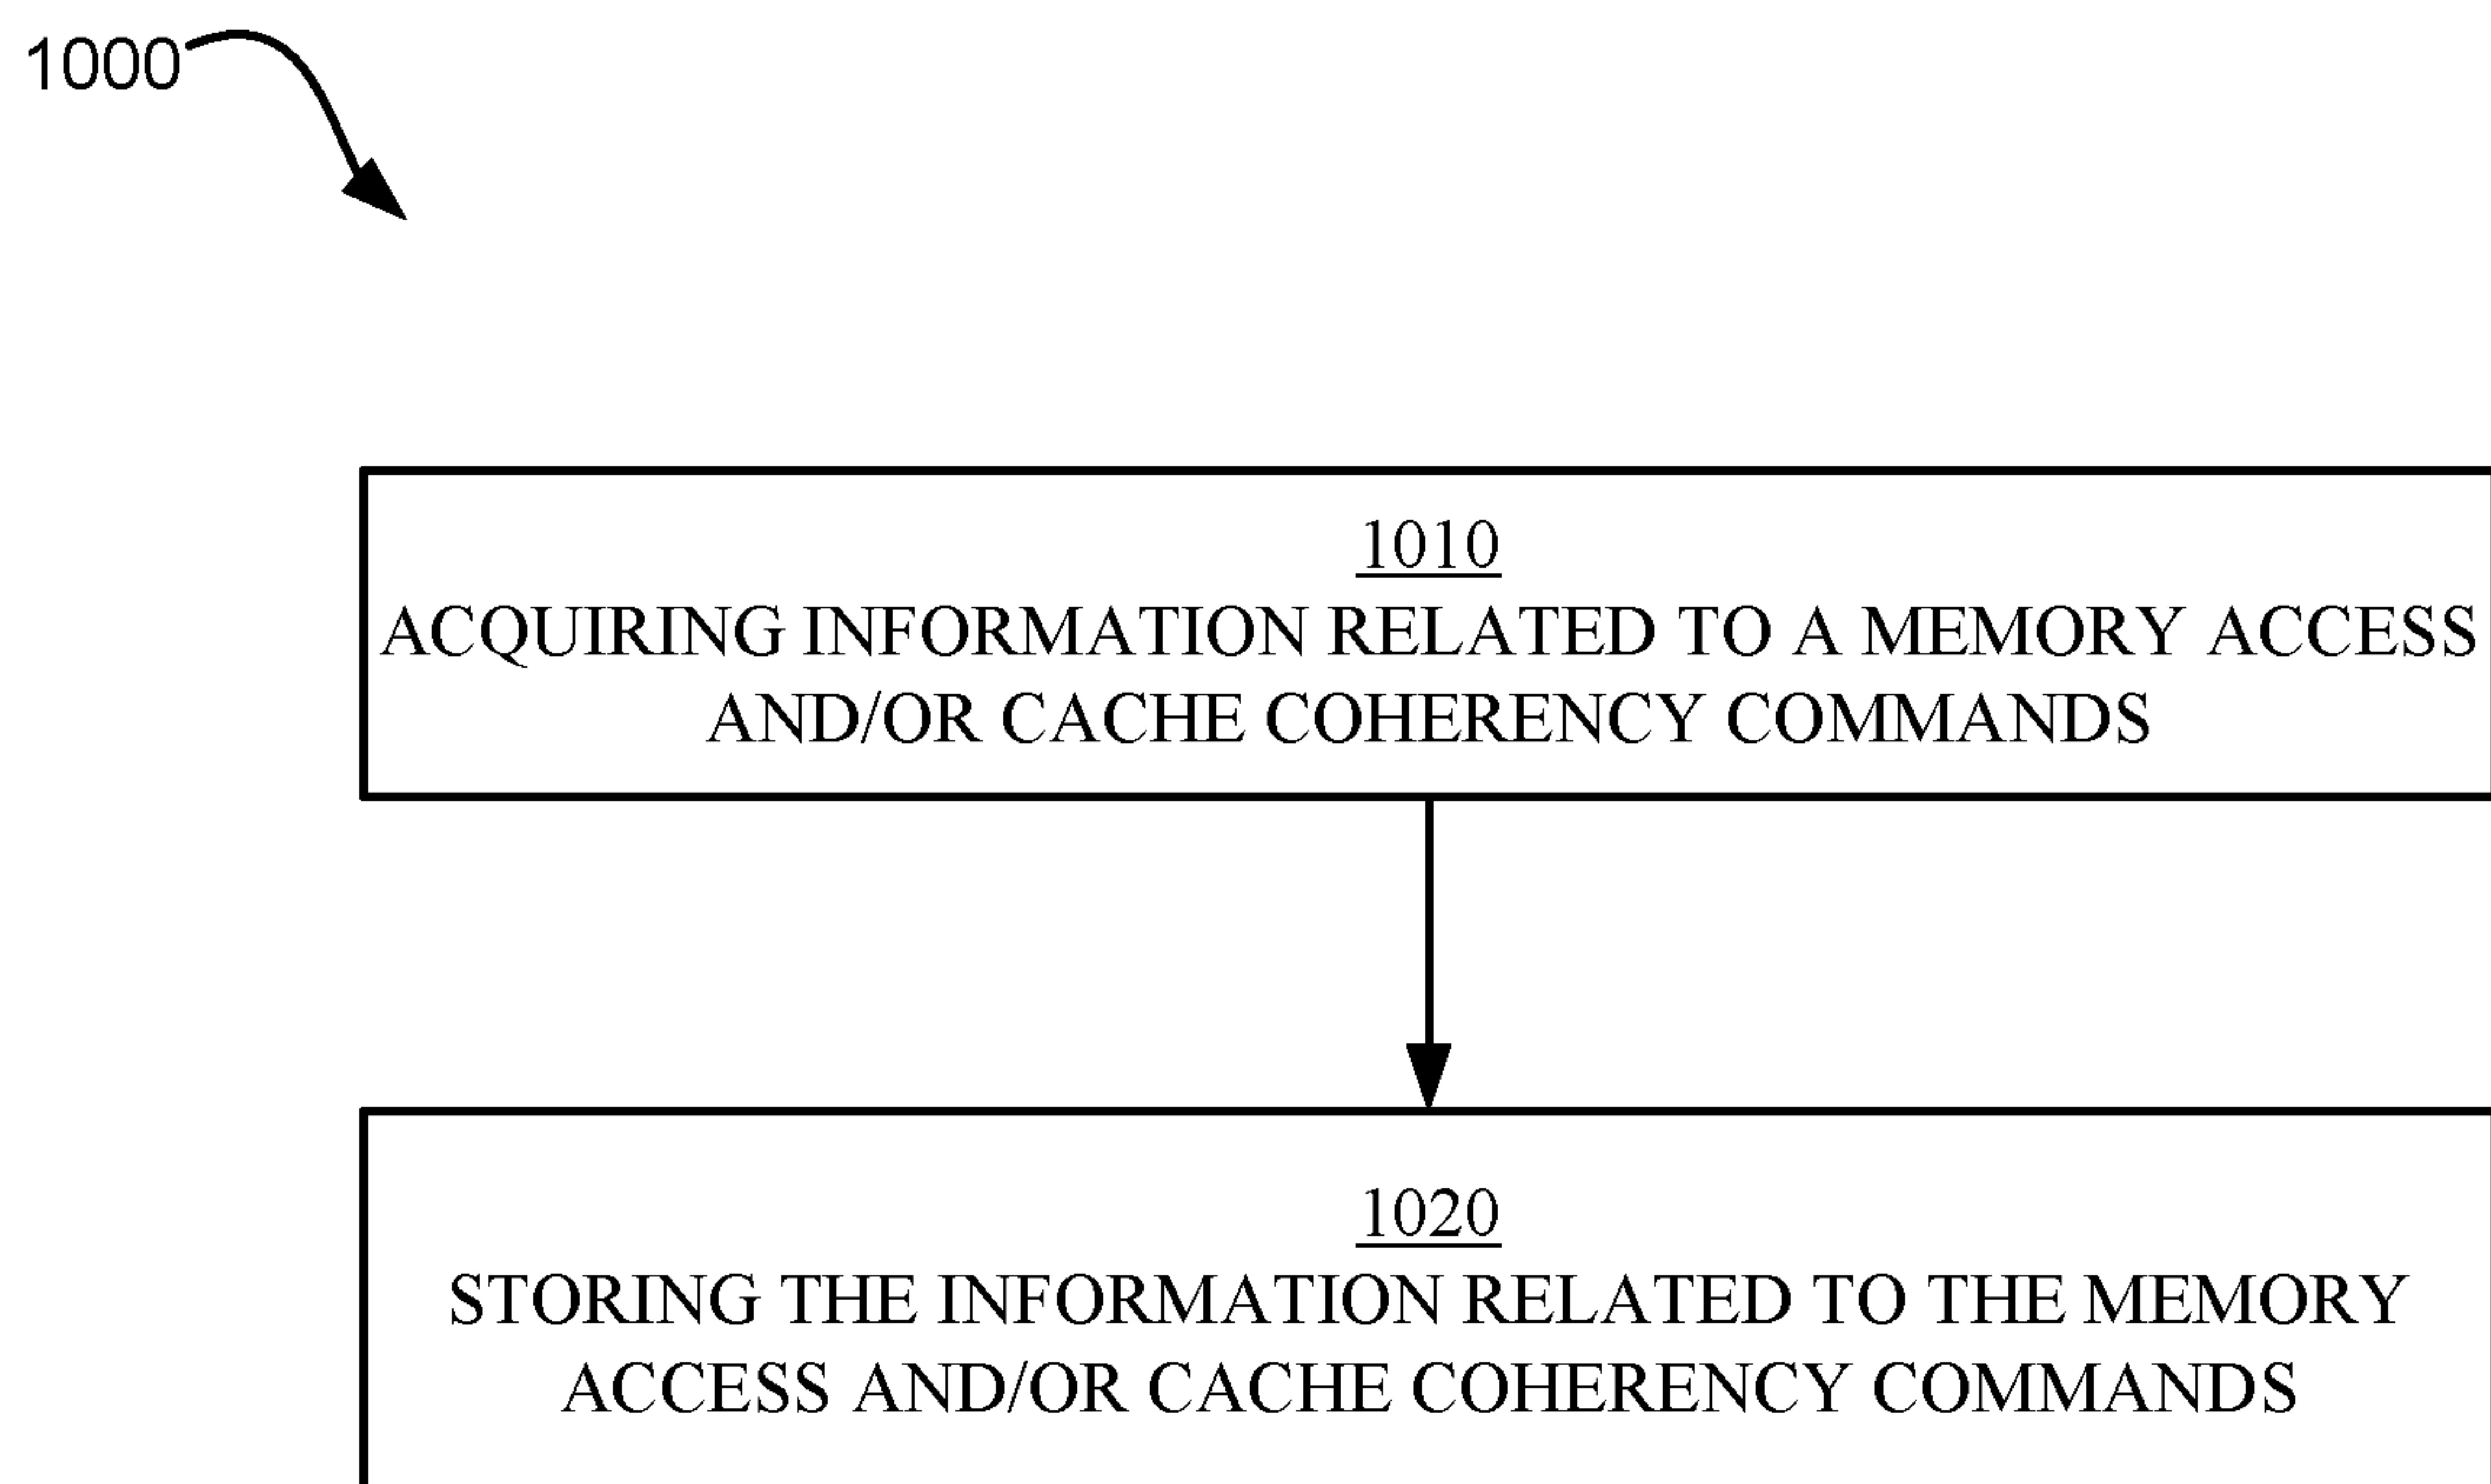 1000
1010
ACQUIRING INFORMATION RELATED TO A MEMORY ACCESS
AND/OR CACHE COHERENCY COMMANDS
1020
STORING THE INFORMATION RELATED TO THE MEMORY
ACCESS AND/OR CACHE COHERENCY COMMANDS